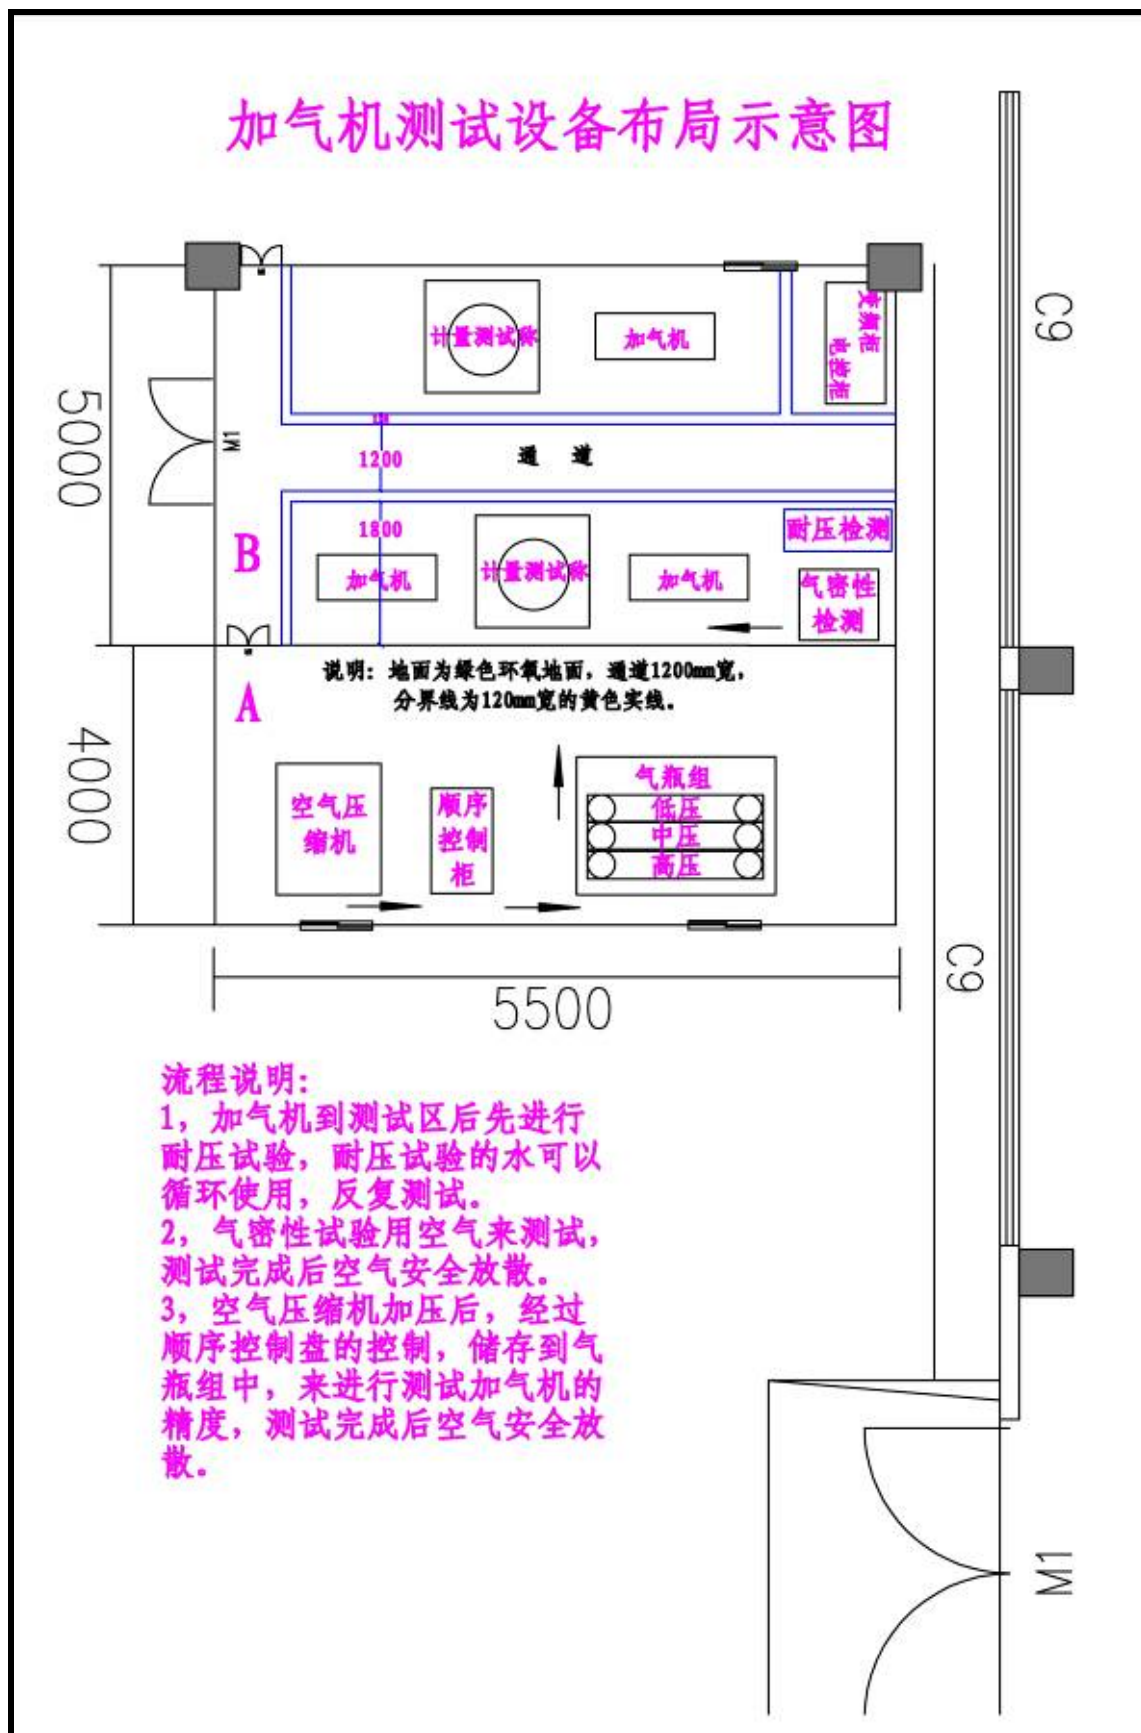 加气机测试设备布局示意图
C9
变频柜
电控柜
计量测试称
加气机
5000
M1
120
1200
通 道
1800
B
耐压检测
加气机
计量测试称
加气机
气密性
检测
说明：地面为绿色环氧地面，通道1200mm宽，
分界线为120mm宽的黄色实线。
A
4000
空气压
缩机
顺序
控制
柜
气瓶组
低压
中压
高压
C9
5500
流程说明：
1，加气机到测试区后先进行
耐压试验，耐压试验的水可以
循环使用，反复测试。
2，气密性试验用空气来测试，
测试完成后空气安全放散。
3，空气压缩机加压后，经过
顺序控制盘的控制，储存到气
瓶组中，来进行测试加气机的
精度，测试完成后空气安全放
散。
M1